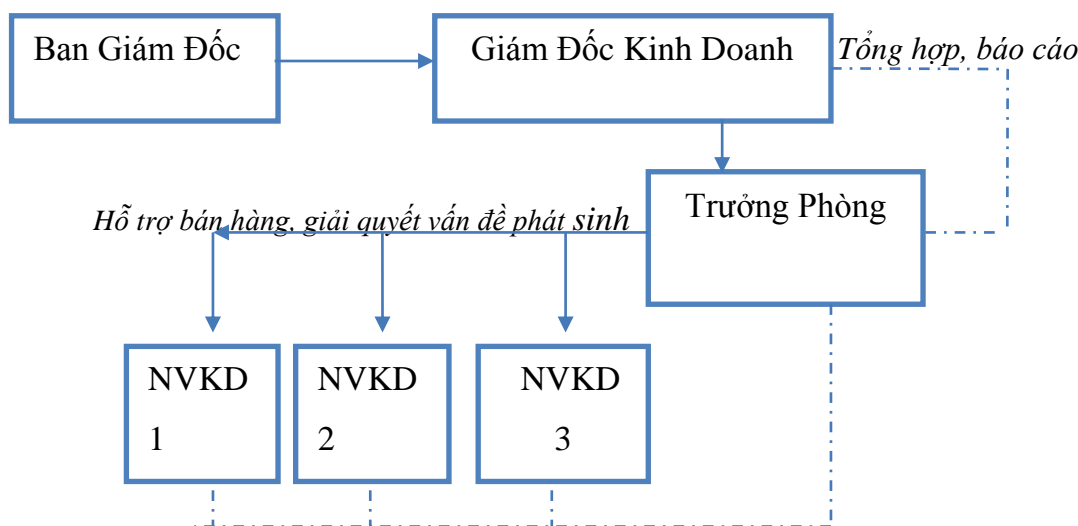 Ban Giám Đốc
Giám Đốc Kinh Doanh
Tổng hợp, báo cáo
Trưởng Phòng
Hỗ trợ bán hàng, giải quyết vấn đề phát sinh
NVKD
1
NVKD
2
NVKD
3